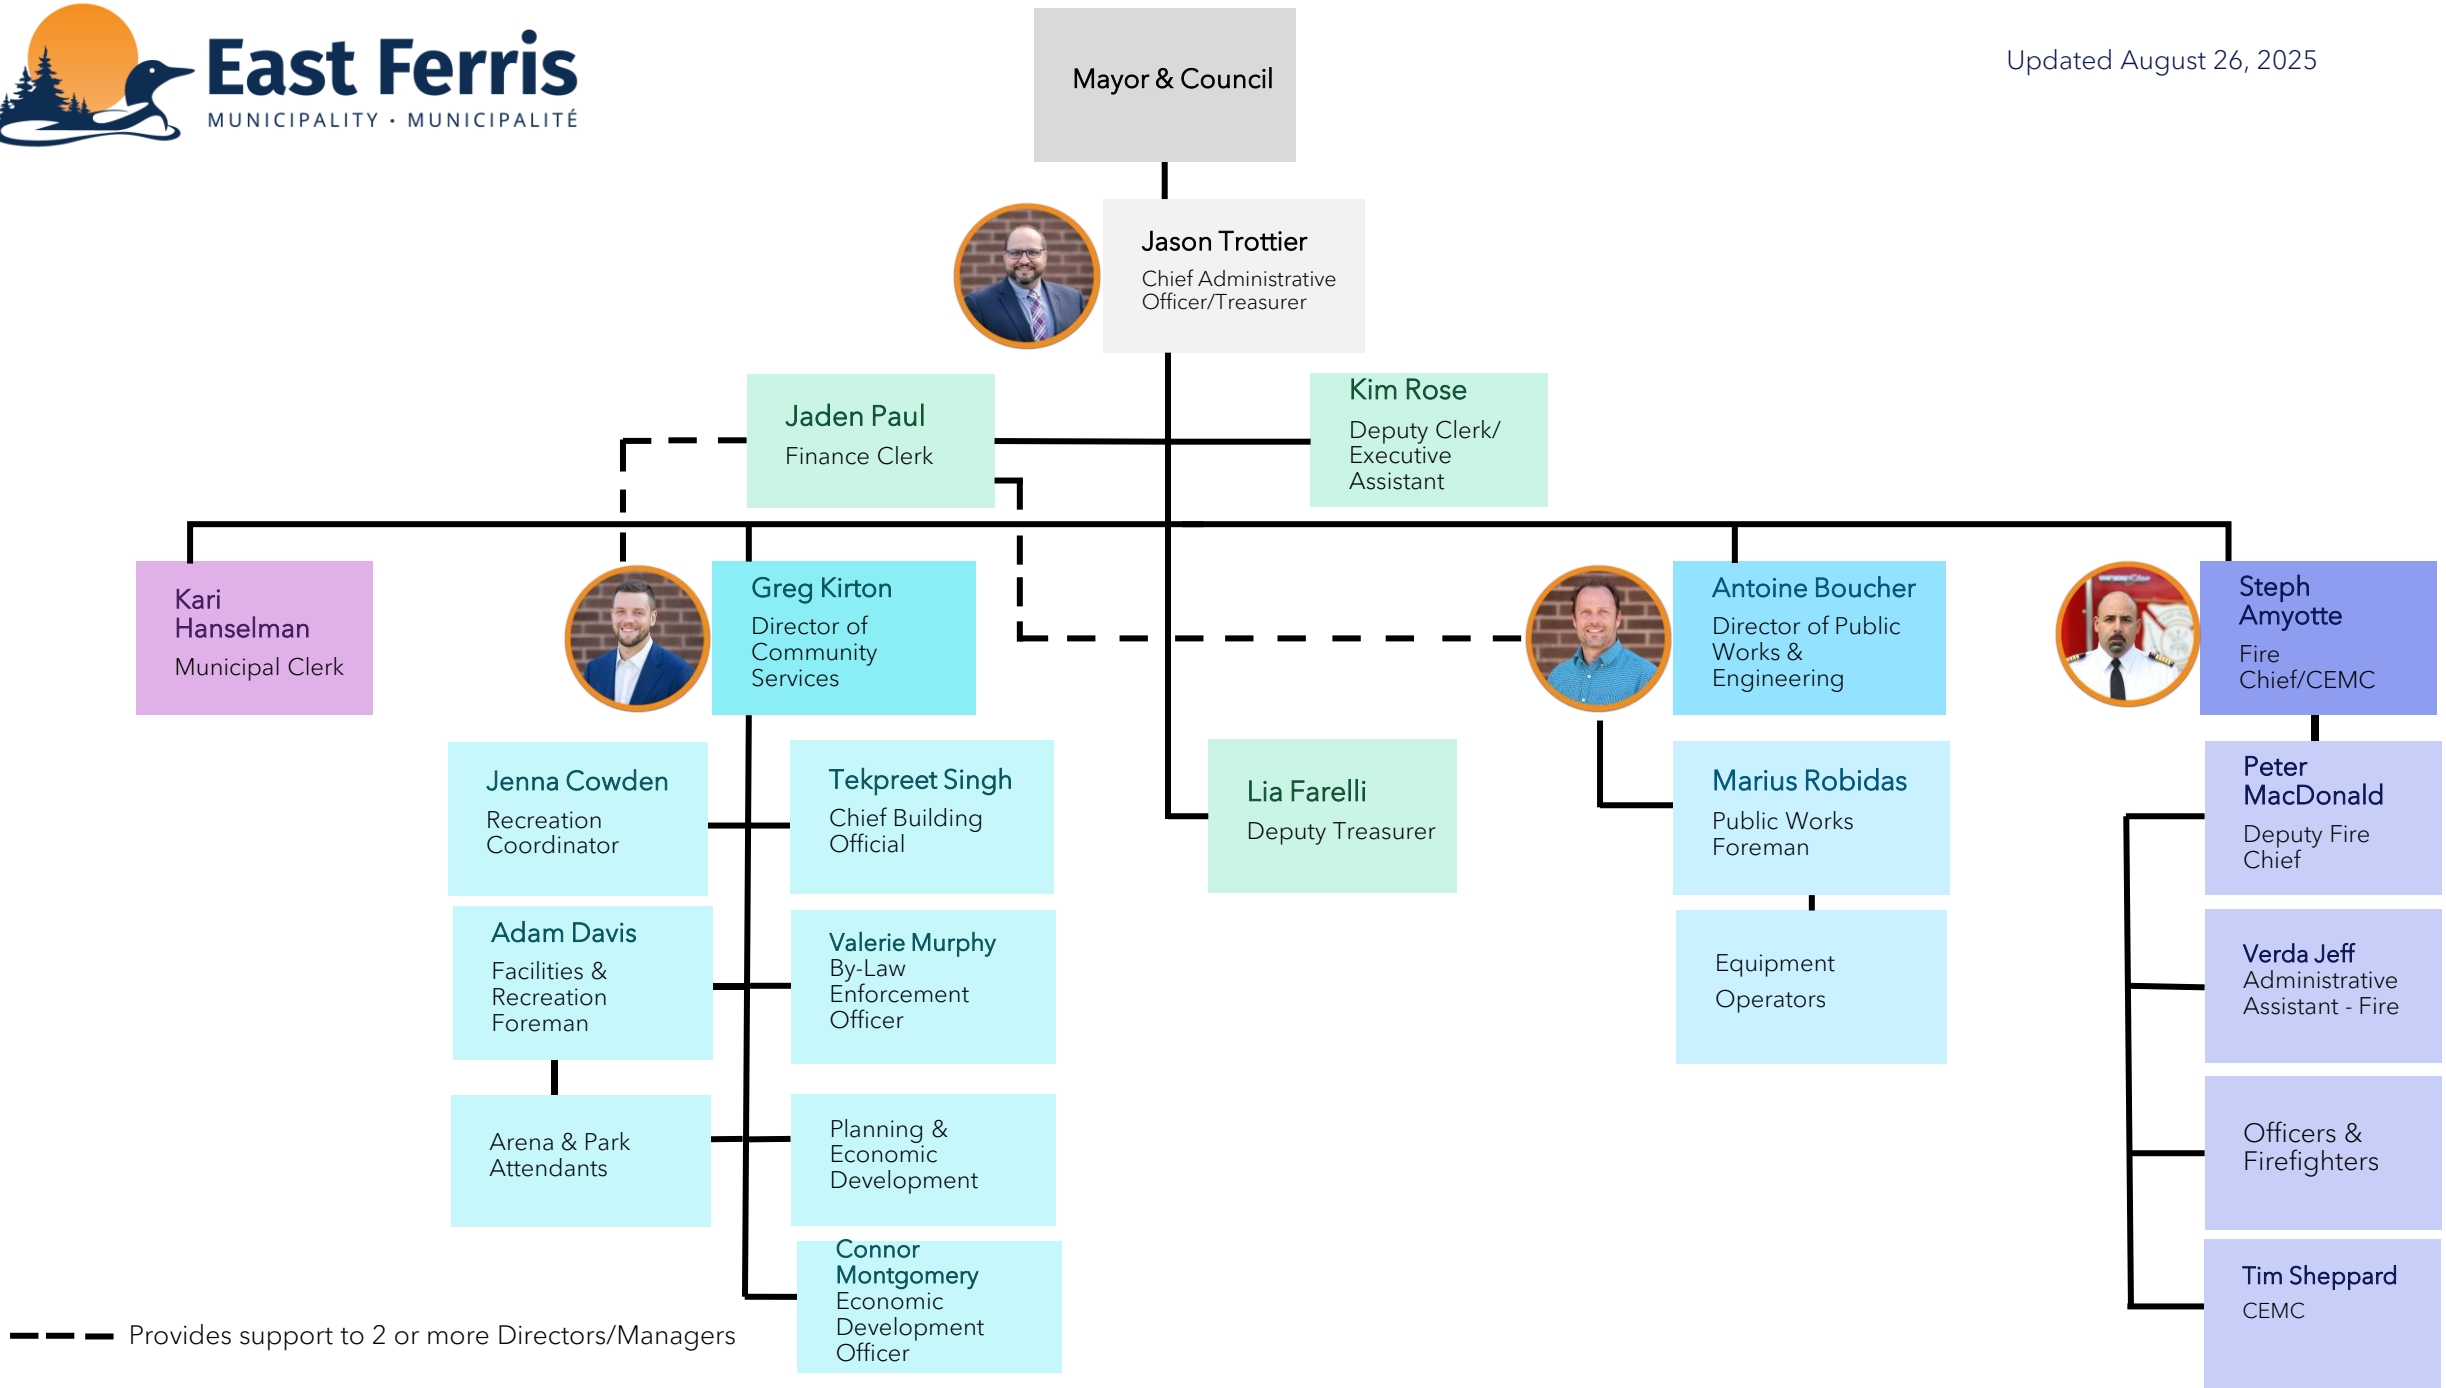 East Ferris
MUNICIPALITY • MUNICIPALITÉ
Updated August 26, 2025
Mayor & Council
Jason Trottier
Chief Administrative
Officer/Treasurer
Jaden Paul
Finance Clerk
Kim Rose
Deputy Clerk/
Executive
Assistant
Kari
Hanselman
Municipal Clerk
Greg Kirton
Director of
Community
Services
Antoine Boucher
Director of Public
Works &
Engineering
Steph
Amyotte
Fire
Chief/CEMC
Jenna Cowden
Recreation
Coordinator
Tekpreet Singh
Chief Building
Official
Lia Farelli
Deputy Treasurer
Marius Robidas
Public Works
Foreman
Peter
MacDonald
Deputy Fire
Chief
Adam Davis
Facilities &
Recreation
Foreman
Valerie Murphy
By-Law
Enforcement
Officer
Equipment
Operators
Verda Jeff
Administrative
Assistant - Fire
Arena & Park
Attendants
Planning &
Economic
Development
Officers &
Firefighters
Connor
Montgomery
Economic
Development
Officer
Tim Sheppard
CEMC
Provides support to 2 or more Directors/Managers